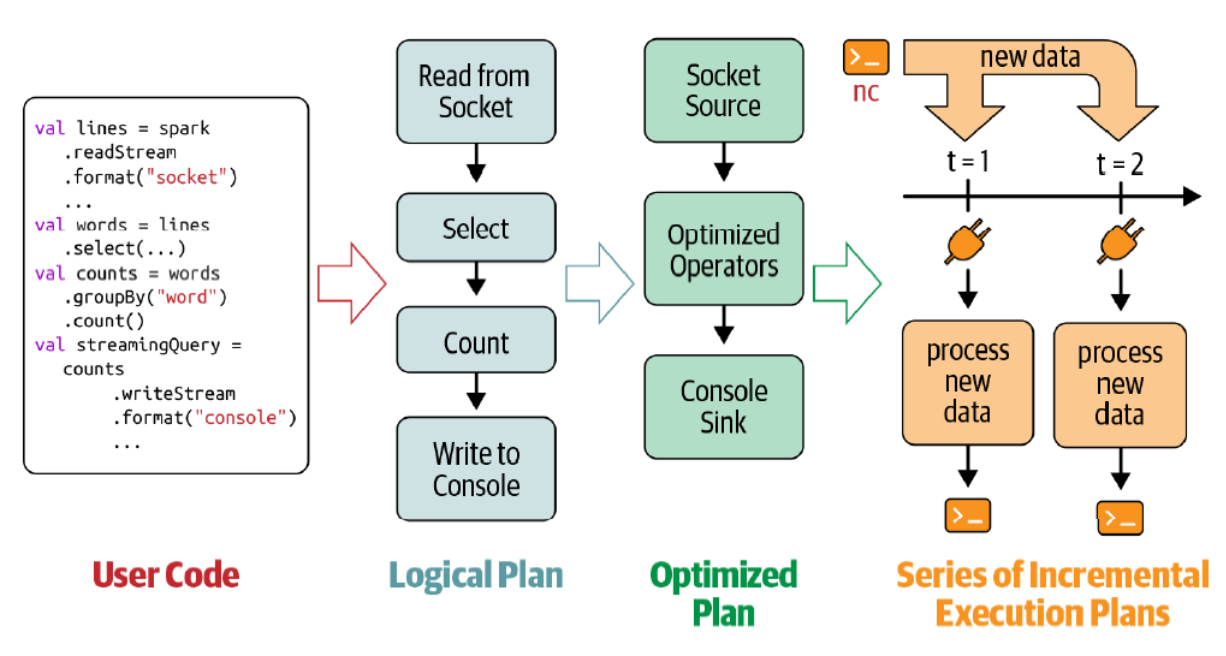 val lines = spark
.readStream
.format("socket")
...
val words = lines
.select(...)
val counts = words
.groupBy("word")
.count()
val streamingQuery =
counts
.writeStream
.format("console")
...
User Code
Read from
Socket
Select
Count
Write to
Console
Logical Plan
Socket
Source
Optimized
Operators
Console
Sink
Optimized
Plan
>_
nc
new data
t = 1
t = 2
process
new
data
process
new
data
>_
>_
Series of Incremental
Execution Plans